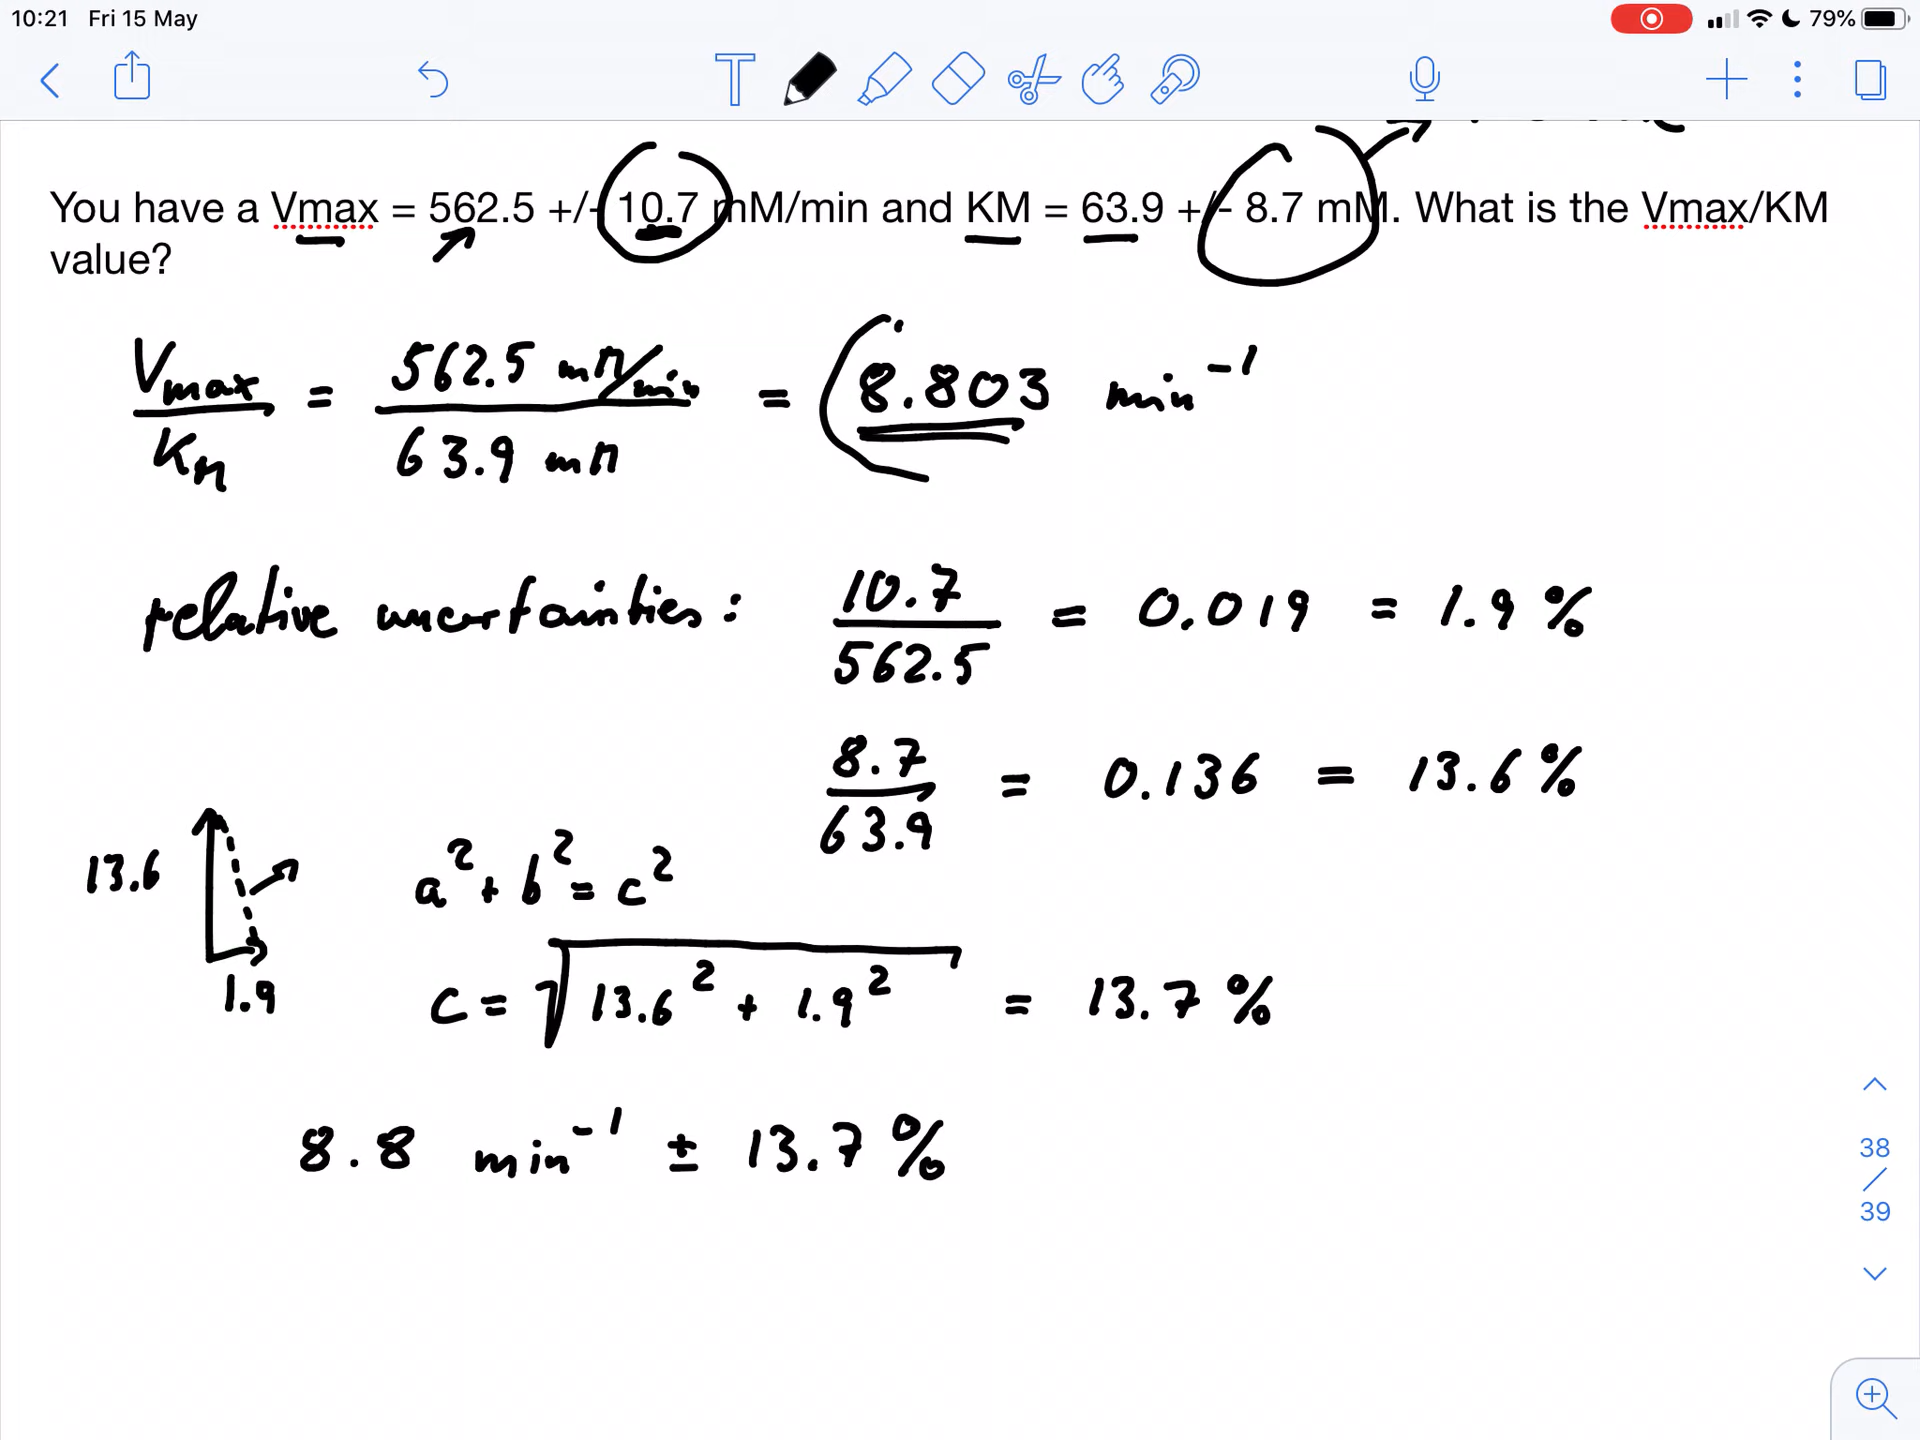 10:21 Fri 15 May 79%
You have a Vmax = 562.5 +/- 10.7 mM/min and KM = 63.9 +/- 8.7 mM. What is the Vmax/KM
value?
Vmax/KM = 562.5 mM/min / 63.9 mM = 8.803 min⁻¹
relative uncertainties: 10.7/562.5 = 0.019 = 1.9 %
8.7/63.9 = 0.136 = 13.6 %
13.6
a² + b² = c²
1.9
c = √13.6² + 1.9² = 13.7 %
8.8 min⁻¹ ± 13.7 %
38
/
39